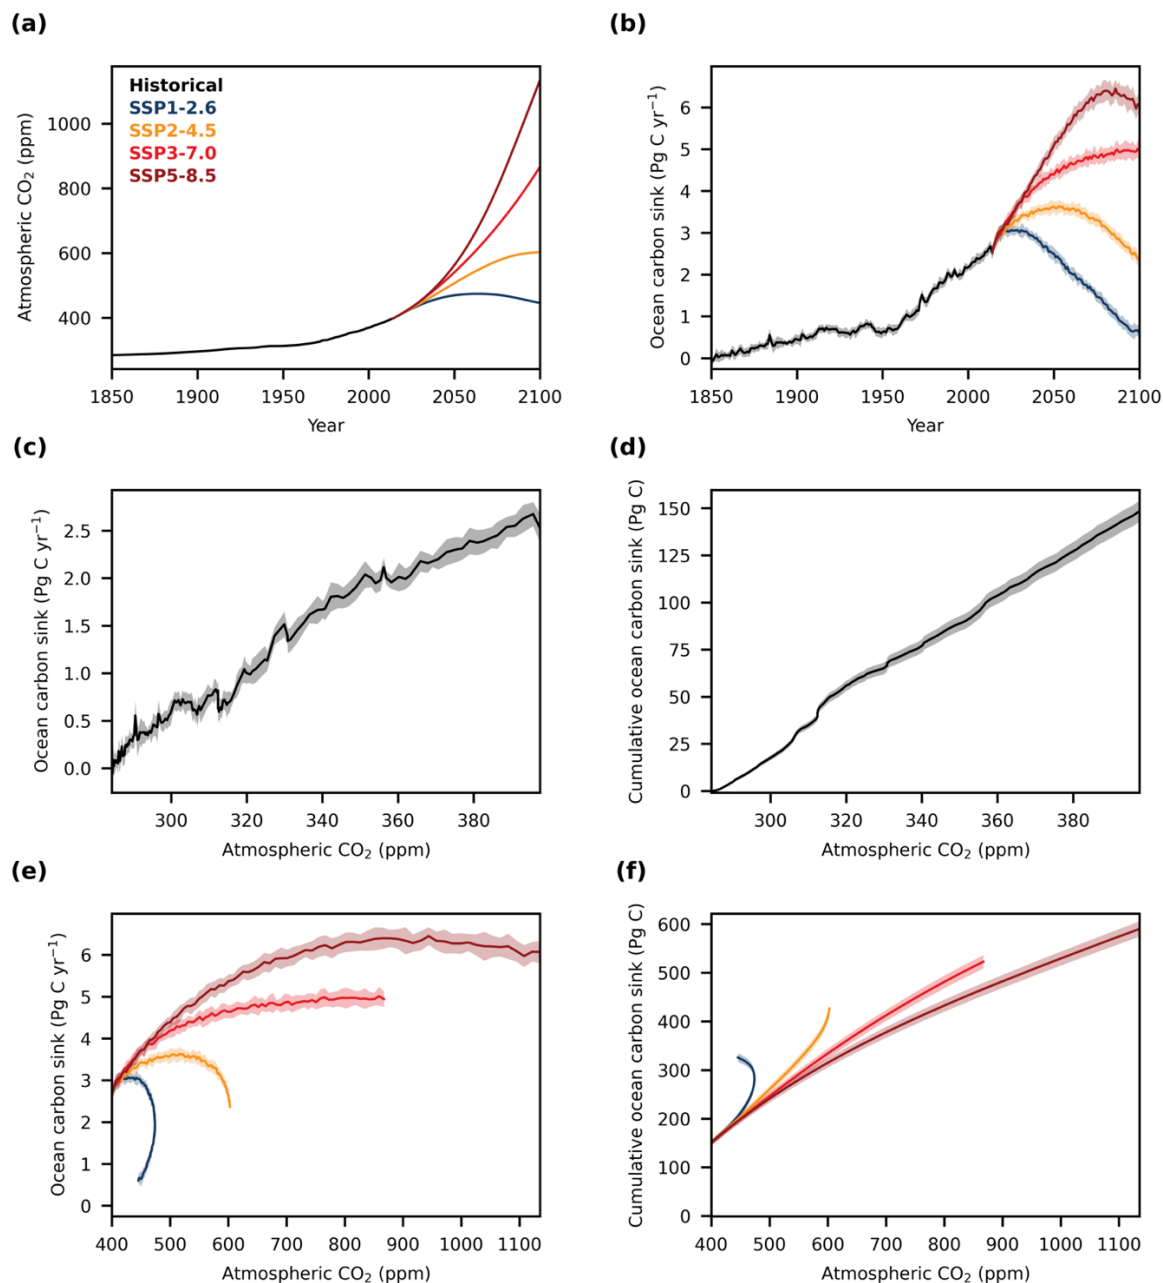 (a)
Atmospheric CO₂ (ppm)
1000
800
600
400
Historical
SSP1-2.6
SSP2-4.5
SSP3-7.0
SSP5-8.5
1850 1900 1950 2000 2050 2100
Year
(b)
Ocean carbon sink (Pg C yr⁻¹)
6
5
4
3
2
1
0
1850 1900 1950 2000 2050 2100
Year
(c)
Ocean carbon sink (Pg C yr⁻¹)
2.5
2.0
1.5
1.0
0.5
0.0
300 320 340 360 380
Atmospheric CO₂ (ppm)
(d)
Cumulative ocean carbon sink (Pg C)
150
125
100
75
50
25
0
300 320 340 360 380
Atmospheric CO₂ (ppm)
(e)
Ocean carbon sink (Pg C yr⁻¹)
6
5
4
3
2
1
0
400 500 600 700 800 900 1000 1100
Atmospheric CO₂ (ppm)
(f)
Cumulative ocean carbon sink (Pg C)
600
500
400
300
200
100
0
400 500 600 700 800 900 1000 1100
Atmospheric CO₂ (ppm)